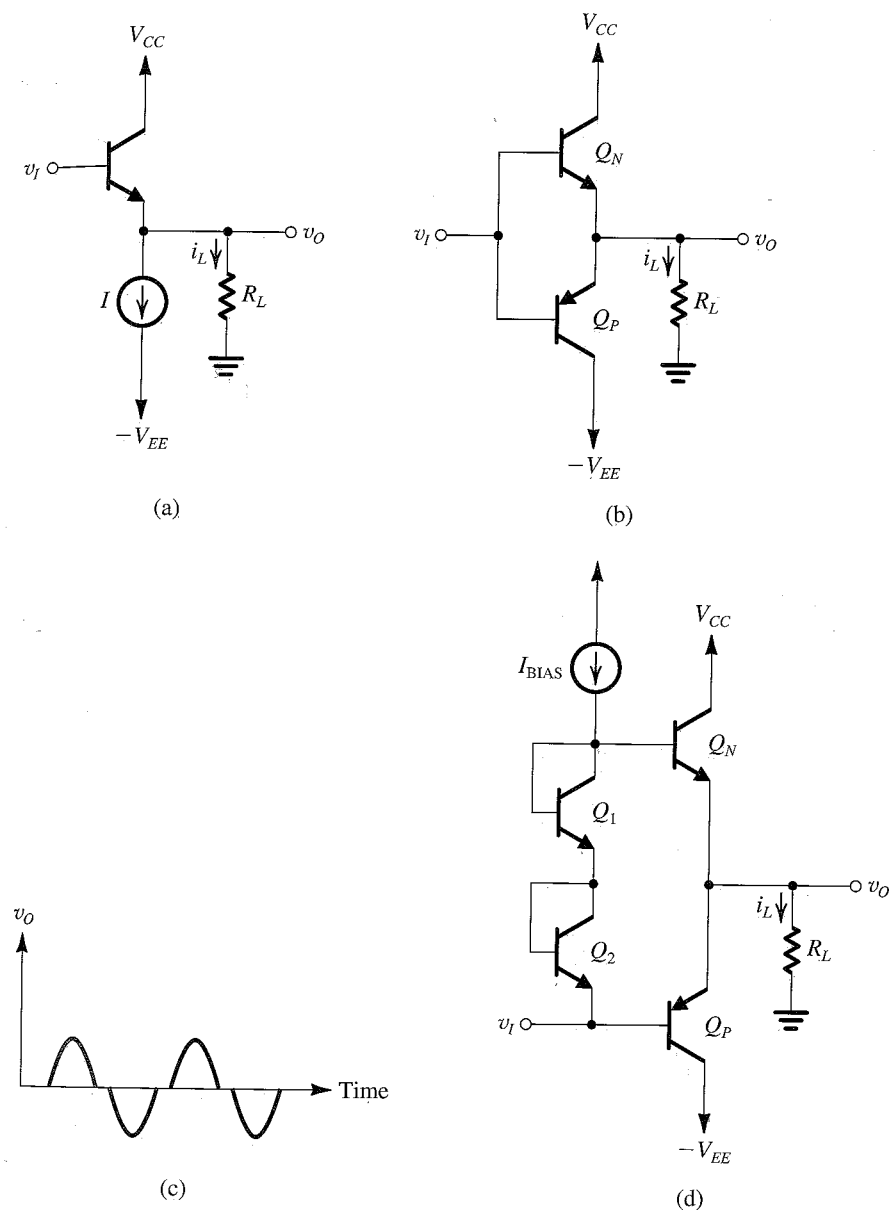 V_CC
v_I
v_O
i_L
I
R_L
−V_EE
(a)
V_CC
Q_N
v_I
v_O
i_L
R_L
Q_P
−V_EE
(b)
v_O
Time
(c)
V_CC
I_BIAS
Q_N
Q_1
v_O
i_L
Q_2
R_L
v_I
Q_P
−V_EE
(d)